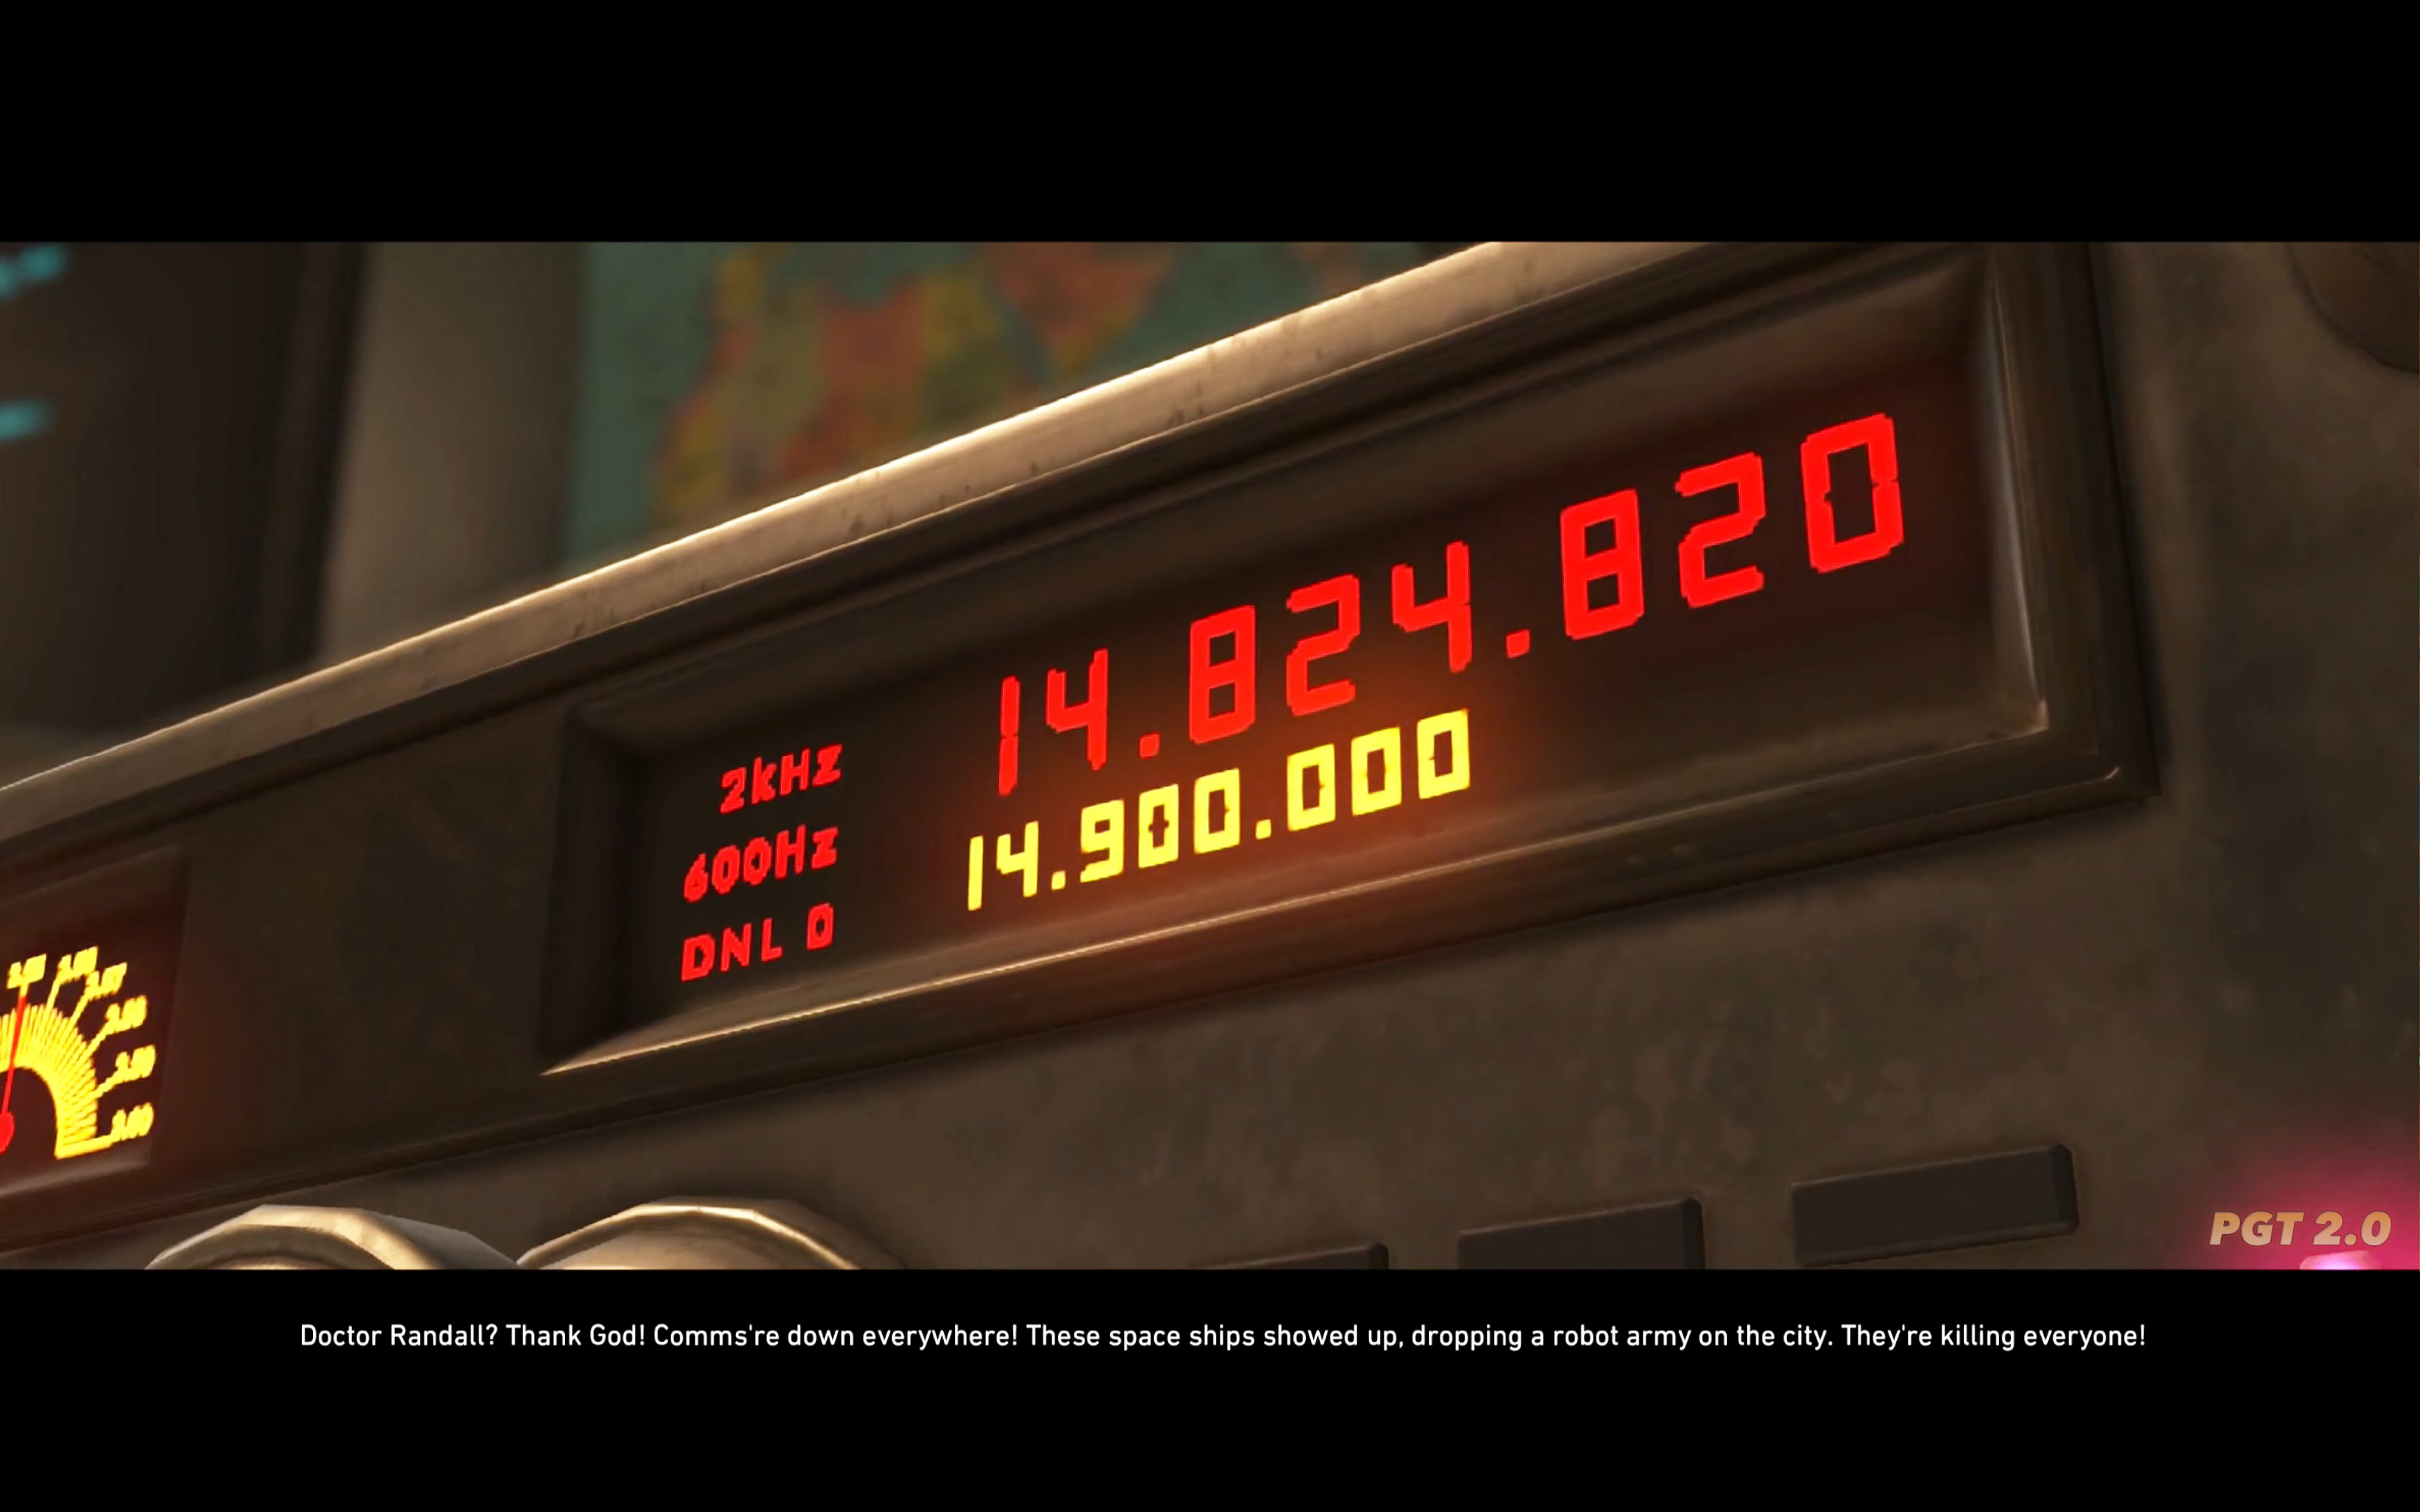 14.824.820
2kHz
14.900.000
600Hz
DNL 0
PGT 2.0
Doctor Randall? Thank God! Comms're down everywhere! These space ships showed up, dropping a robot army on the city. They're killing everyone!